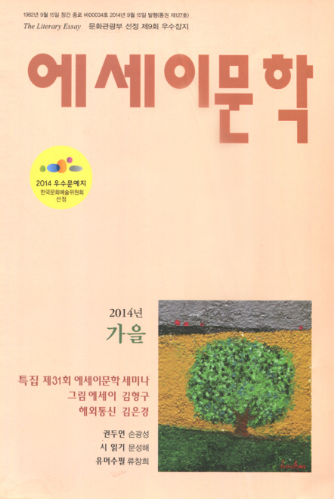 1982년 9월 15일 등간 종로 바00034호 2014년 9월 15일 발행(통권 제127호)
The Literary Essay 문화관광부 선정 제9회 우수잡지
에세이문학
2014 우수문예지
한국문화예술위원회
선정
2014년
가을
특집 제31회 에세이문학 세미나
그림 에세이 김형구
해외통신 김은경
권두연 손광성
시 읽기 문성해
유머수필 류창희